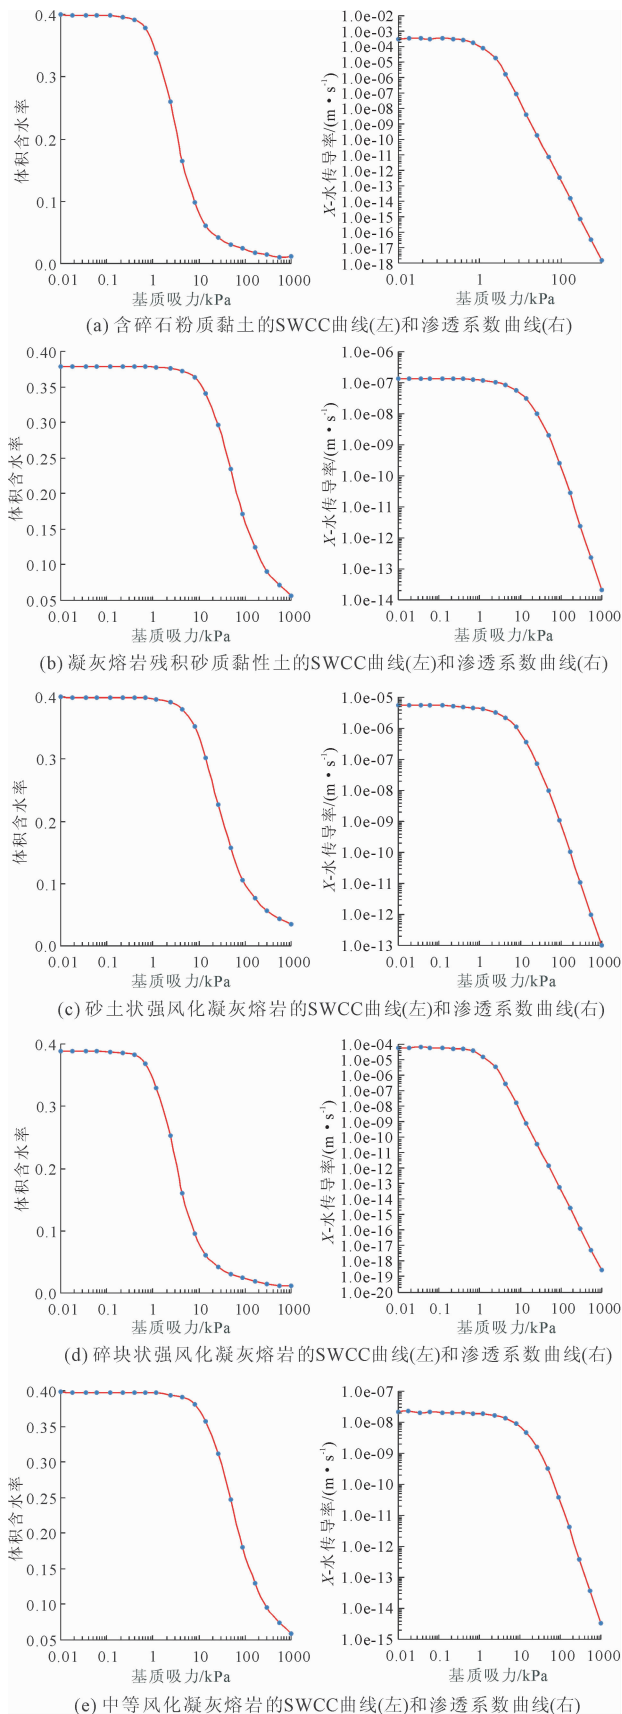 体积含水率
0.4
0.3
0.2
0.1
0.0
0.01 0.1 1 10 100 1000
基质吸力/kPa
X-水传导率/(m·s⁻¹)
1.0e-02
1.0e-03
1.0e-04
1.0e-05
1.0e-06
1.0e-07
1.0e-08
1.0e-09
1.0e-10
1.0e-11
1.0e-12
1.0e-13
1.0e-14
1.0e-15
1.0e-16
1.0e-17
1.0e-18
0.01 1 100
基质吸力/kPa
(a) 含碎石粉质黏土的SWCC曲线(左)和渗透系数曲线(右)
体积含水率
0.40
0.35
0.30
0.25
0.20
0.15
0.10
0.05
0.01 0.1 1 10 100 1000
基质吸力/kPa
X-水传导率/(m·s⁻¹)
1.0e-06
1.0e-07
1.0e-08
1.0e-09
1.0e-10
1.0e-11
1.0e-12
1.0e-13
1.0e-14
0.01 0.1 1 10 100 1000
基质吸力/kPa
(b) 凝灰熔岩残积砂质黏性土的SWCC曲线(左)和渗透系数曲线(右)
体积含水率
0.4
0.3
0.2
0.1
0.0
0.01 0.1 1 10 100 1000
基质吸力/kPa
X-水传导率/(m·s⁻¹)
1.0e-05
1.0e-06
1.0e-07
1.0e-08
1.0e-09
1.0e-10
1.0e-11
1.0e-12
1.0e-13
0.01 0.1 1 10 100 1000
基质吸力/kPa
(c) 砂土状强风化凝灰熔岩的SWCC曲线(左)和渗透系数曲线(右)
体积含水率
0.4
0.3
0.2
0.1
0.0
0.01 0.1 1 10 100 1000
基质吸力/kPa
X-水传导率/(m·s⁻¹)
1.0e-04
1.0e-05
1.0e-06
1.0e-07
1.0e-08
1.0e-09
1.0e-10
1.0e-11
1.0e-12
1.0e-13
1.0e-14
1.0e-15
1.0e-16
1.0e-17
1.0e-18
1.0e-19
1.0e-20
0.01 0.1 1 10 100 1000
基质吸力/kPa
(d) 碎块状强风化凝灰熔岩的SWCC曲线(左)和渗透系数曲线(右)
体积含水率
0.40
0.35
0.30
0.25
0.20
0.15
0.10
0.05
0.01 0.1 1 10 100 1000
基质吸力/kPa
X-水传导率/(m·s⁻¹)
1.0e-07
1.0e-08
1.0e-09
1.0e-10
1.0e-11
1.0e-12
1.0e-13
1.0e-14
1.0e-15
0.01 0.1 1 10 100 1000
基质吸力/kPa
(e) 中等风化凝灰熔岩的SWCC曲线(左)和渗透系数曲线(右)